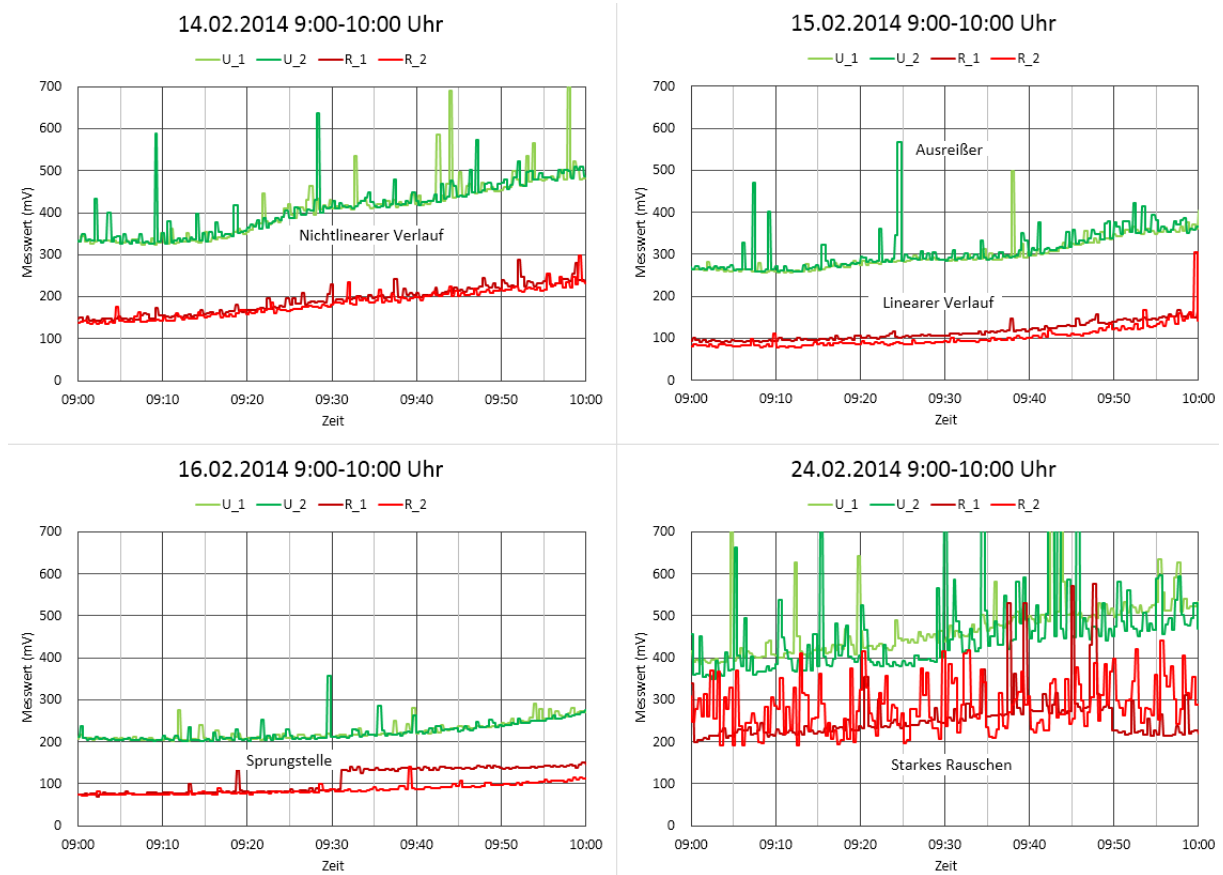 14.02.2014 9:00-10:00 Uhr
U_1 U_2 R_1 R_2
Messwert (mV)
700
600
500
400
300
200
100
0
Nichtlinearer Verlauf
09:00 09:10 09:20 09:30 09:40 09:50 10:00
Zeit
15.02.2014 9:00-10:00 Uhr
U_1 U_2 R_1 R_2
Messwert (mV)
700
600
500
400
300
200
100
0
Ausreißer
Linearer Verlauf
09:00 09:10 09:20 09:30 09:40 09:50 10:00
Zeit
16.02.2014 9:00-10:00 Uhr
U_1 U_2 R_1 R_2
Messwert (mV)
700
600
500
400
300
200
100
0
Sprungstelle
09:00 09:10 09:20 09:30 09:40 09:50 10:00
Zeit
24.02.2014 9:00-10:00 Uhr
U_1 U_2 R_1 R_2
Messwert (mV)
700
600
500
400
300
200
100
0
Starkes Rauschen
09:00 09:10 09:20 09:30 09:40 09:50 10:00
Zeit